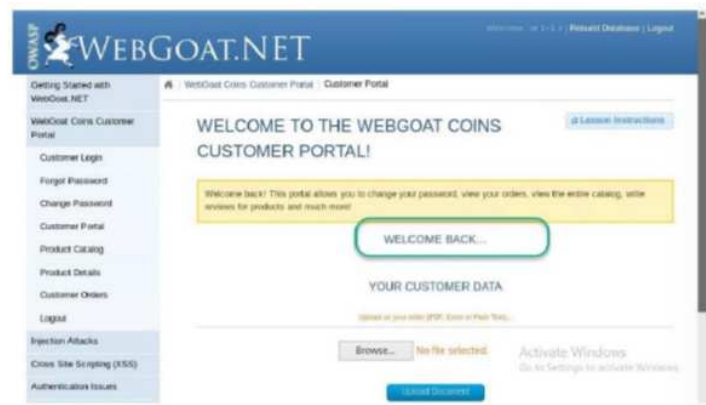 OWASP
WEBGOAT.NET
Rebuild Database | Logout
Getting Started with
WebGoat.NET
WebGoat Coins Customer
Portal
Customer Login
Forgot Password
Change Password
Customer Portal
Product Catalog
Product Details
Customer Orders
Logout
Injection Attacks
Cross Site Scripting (XSS)
Authentication Issues
WebGoat Coins Customer Portal | Customer Portal
Lesson Instructions
WELCOME TO THE WEBGOAT COINS
CUSTOMER PORTAL!
Welcome back! This portal allows you to change your password, view your orders, view the entire catalog, write
reviews for products and much more!
WELCOME BACK...
YOUR CUSTOMER DATA
Browse... No file selected.
Upload Document
Activate Windows
Go to Settings to activate Windows.